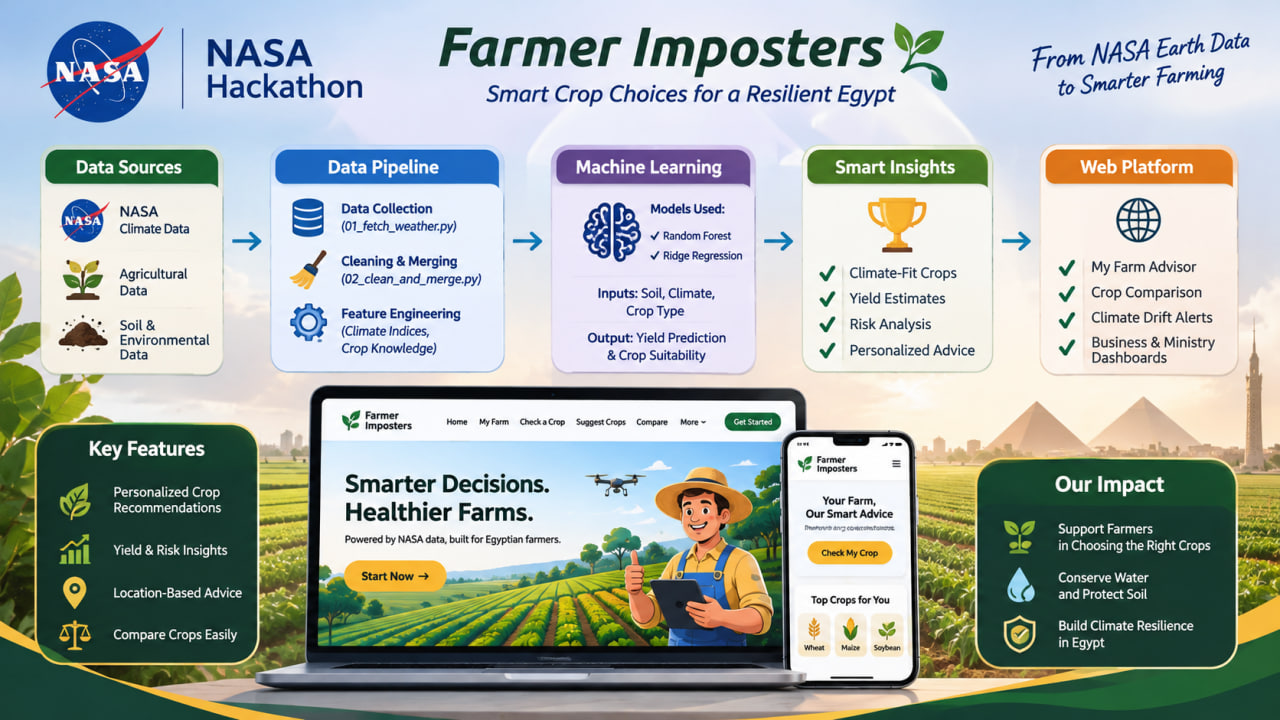 NASA
NASA
Hackathon
Farmer Imposters
Smart Crop Choices for a Resilient Egypt
From NASA Earth Data
to Smarter Farming
Data Sources
NASA
NASA
Climate Data
Agricultural
Data
Soil &
Environmental
Data
Data Pipeline
Data Collection
(01_fetch_weather.py)
Cleaning & Merging
(02_clean_and_merge.py)
Feature Engineering
(Climate Indices,
Crop Knowledge)
Machine Learning
Models Used:
Random Forest
Ridge Regression
Inputs: Soil, Climate,
Crop Type
Output: Yield Prediction
& Crop Suitability
Smart Insights
Climate-Fit Crops
Yield Estimates
Risk Analysis
Personalized Advice
Web Platform
My Farm Advisor
Crop Comparison
Climate Drift Alerts
Business & Ministry
Dashboards
Key Features
Personalized Crop
Recommendations
Yield & Risk Insights
Location-Based Advice
Compare Crops Easily
Farmer
Imposters
Home My Farm Check a Crop Suggest Crops Compare More Get Started
Smarter Decisions.
Healthier Farms.
Powered by NASA data, built for Egyptian farmers.
Start Now →
Farmer
Imposters
Your Farm,
Our Smart Advice
Check My Crop
Top Crops for You
Wheat Maize Soybean
Our Impact
Support Farmers
in Choosing the Right Crops
Conserve Water
and Protect Soil
Build Climate Resilience
in Egypt